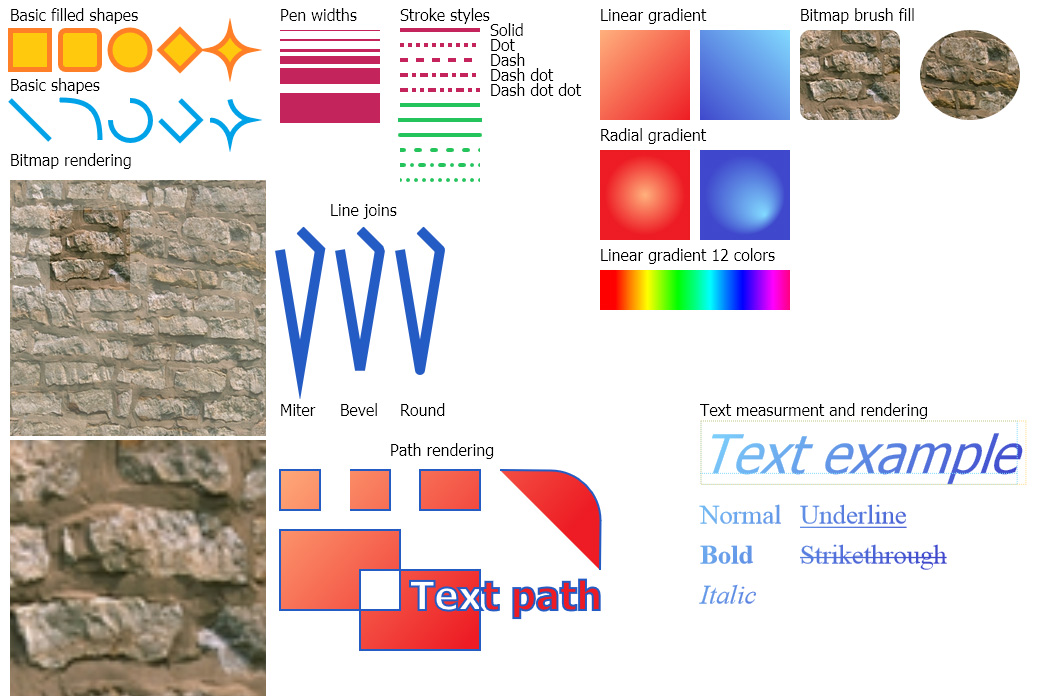 Basic filled shapes
Basic shapes
Bitmap rendering
Pen widths
Stroke styles
Solid
Dot
Dash
Dash dot
Dash dot dot
Line joins
Miter
Bevel
Round
Path rendering
Text path
Linear gradient
Radial gradient
Linear gradient 12 colors
Bitmap brush fill
Text measurment and rendering
Text example
Normal
Underline
Bold
Strikethrough
Italic